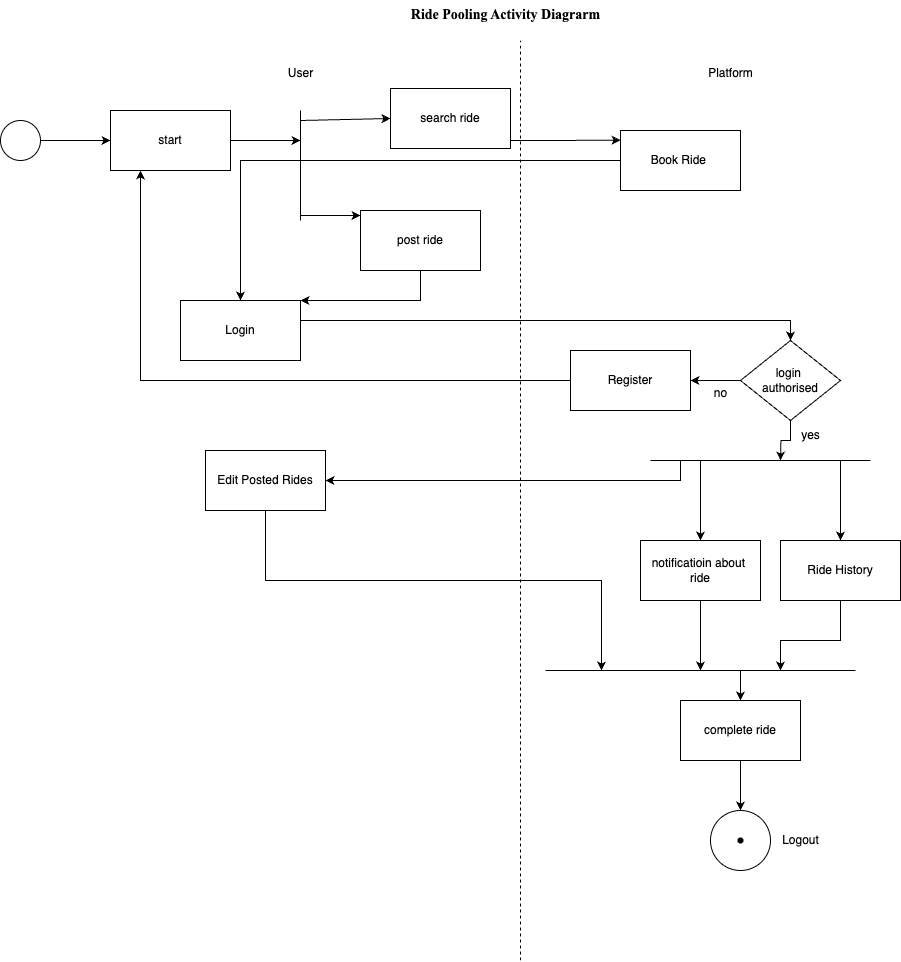 Ride Pooling Activity Diagrarm
User
Platform
search ride
start
Book Ride
post ride
Login
login
authorised
Register
no
yes
Edit Posted Rides
notificatioin about
ride
Ride History
complete ride
Logout